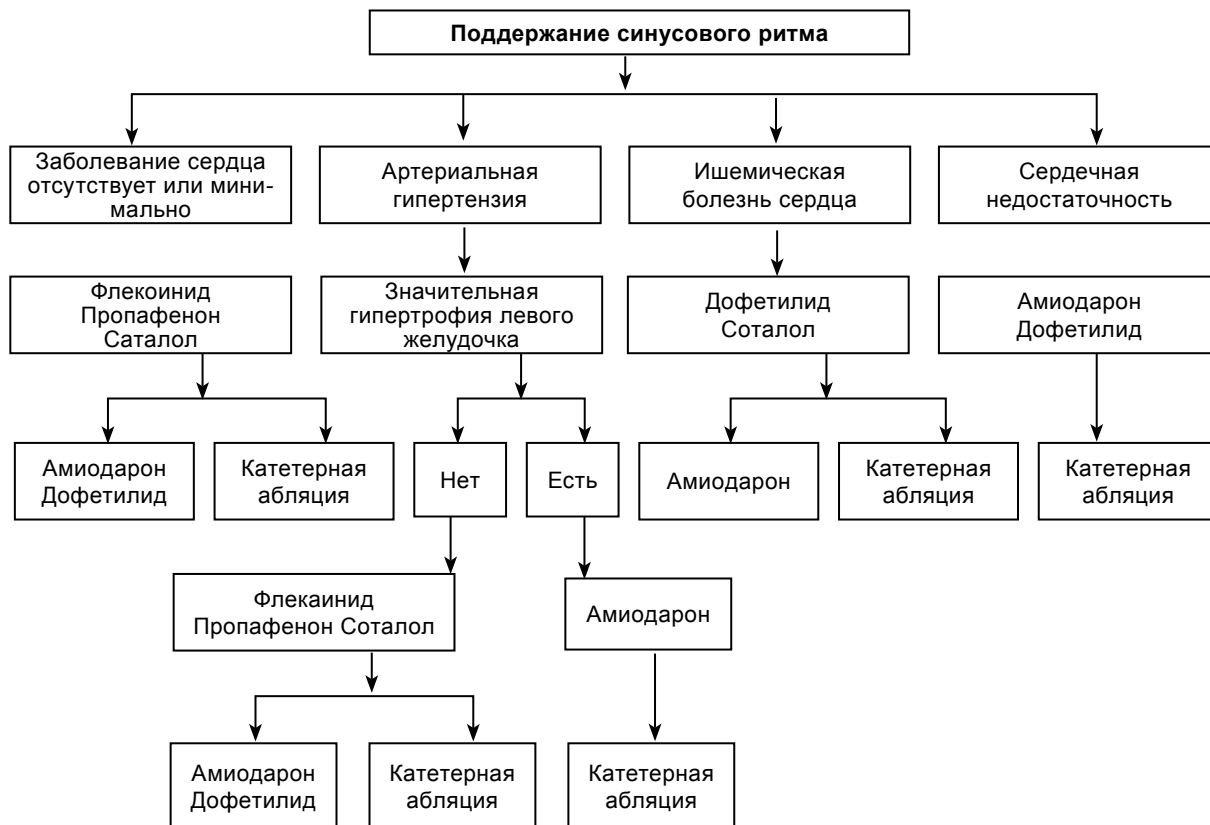 Поддержание синусового ритма
Заболевание сердца
отсутствует или мини-
мально
Артериальная
гипертензия
Ишемическая
болезнь сердца
Сердечная
недостаточность
Флекоинид
Пропафенон
Саталол
Значительная
гипертрофия левого
желудочка
Дофетилид
Соталол
Амиодарон
Дофетилид
Амиодарон
Дофетилид
Катетерная
абляция
Нет
Есть
Амиодарон
Катетерная
абляция
Катетерная
абляция
Флекаинид
Пропафенон Соталол
Амиодарон
Амиодарон
Дофетилид
Катетерная
абляция
Катетерная
абляция